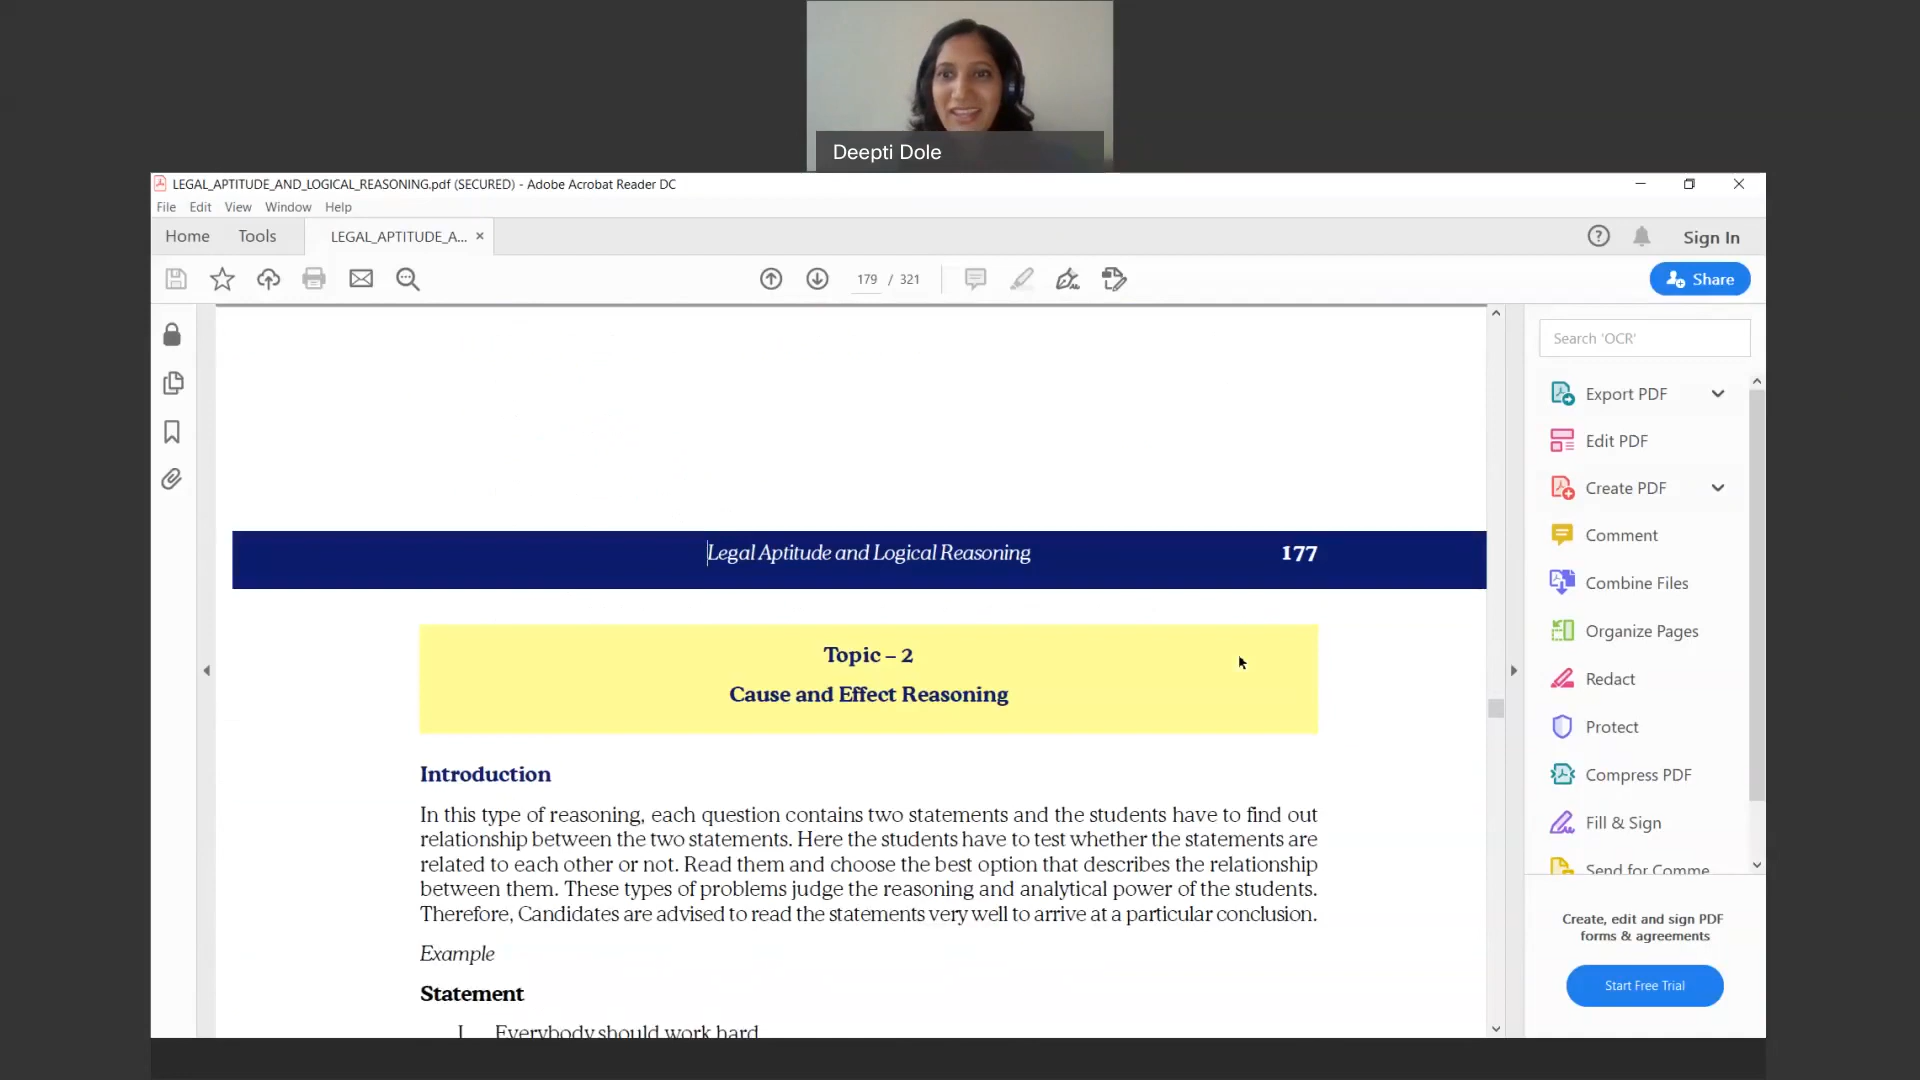 Deepti Dole
LEGAL_APTITUDE_AND_LOGICAL_REASONING.pdf (SECURED) - Adobe Acrobat Reader DC
File Edit View Window Help
Home Tools LEGAL_APTITUDE_A... × Sign In
179 / 321 Share
Search 'OCR'
Export PDF
Edit PDF
Create PDF
Comment
Combine Files
Organize Pages
Redact
Protect
Compress PDF
Fill & Sign
Send for Comme
Create, edit and sign PDF
forms & agreements
Start Free Trial
Legal Aptitude and Logical Reasoning 177
Topic – 2
Cause and Effect Reasoning
Introduction
In this type of reasoning, each question contains two statements and the students have to find out
relationship between the two statements. Here the students have to test whether the statements are
related to each other or not. Read them and choose the best option that describes the relationship
between them. These types of problems judge the reasoning and analytical power of the students.
Therefore, Candidates are advised to read the statements very well to arrive at a particular conclusion.
Example
Statement
I. Everybody should work hard